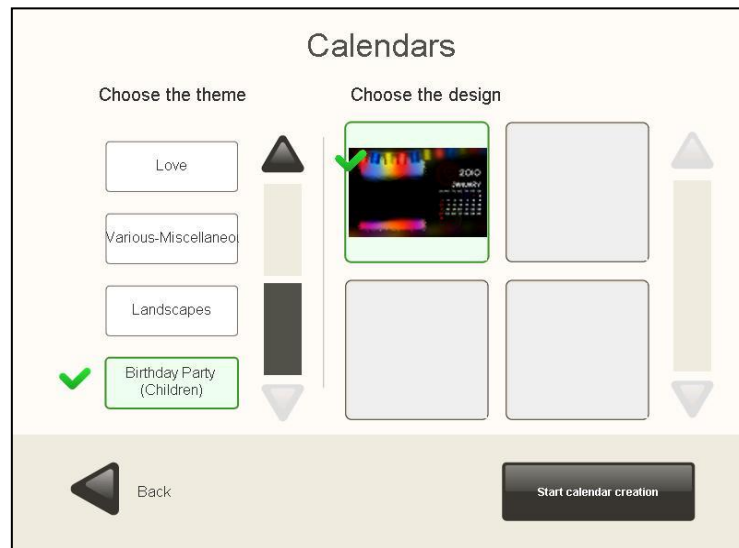 Calendars
Choose the theme
Choose the design
Love
Various-Miscellaneo
Landscapes
Birthday Party
(Children)
2010
JANUARY
Back
Start calendar creation